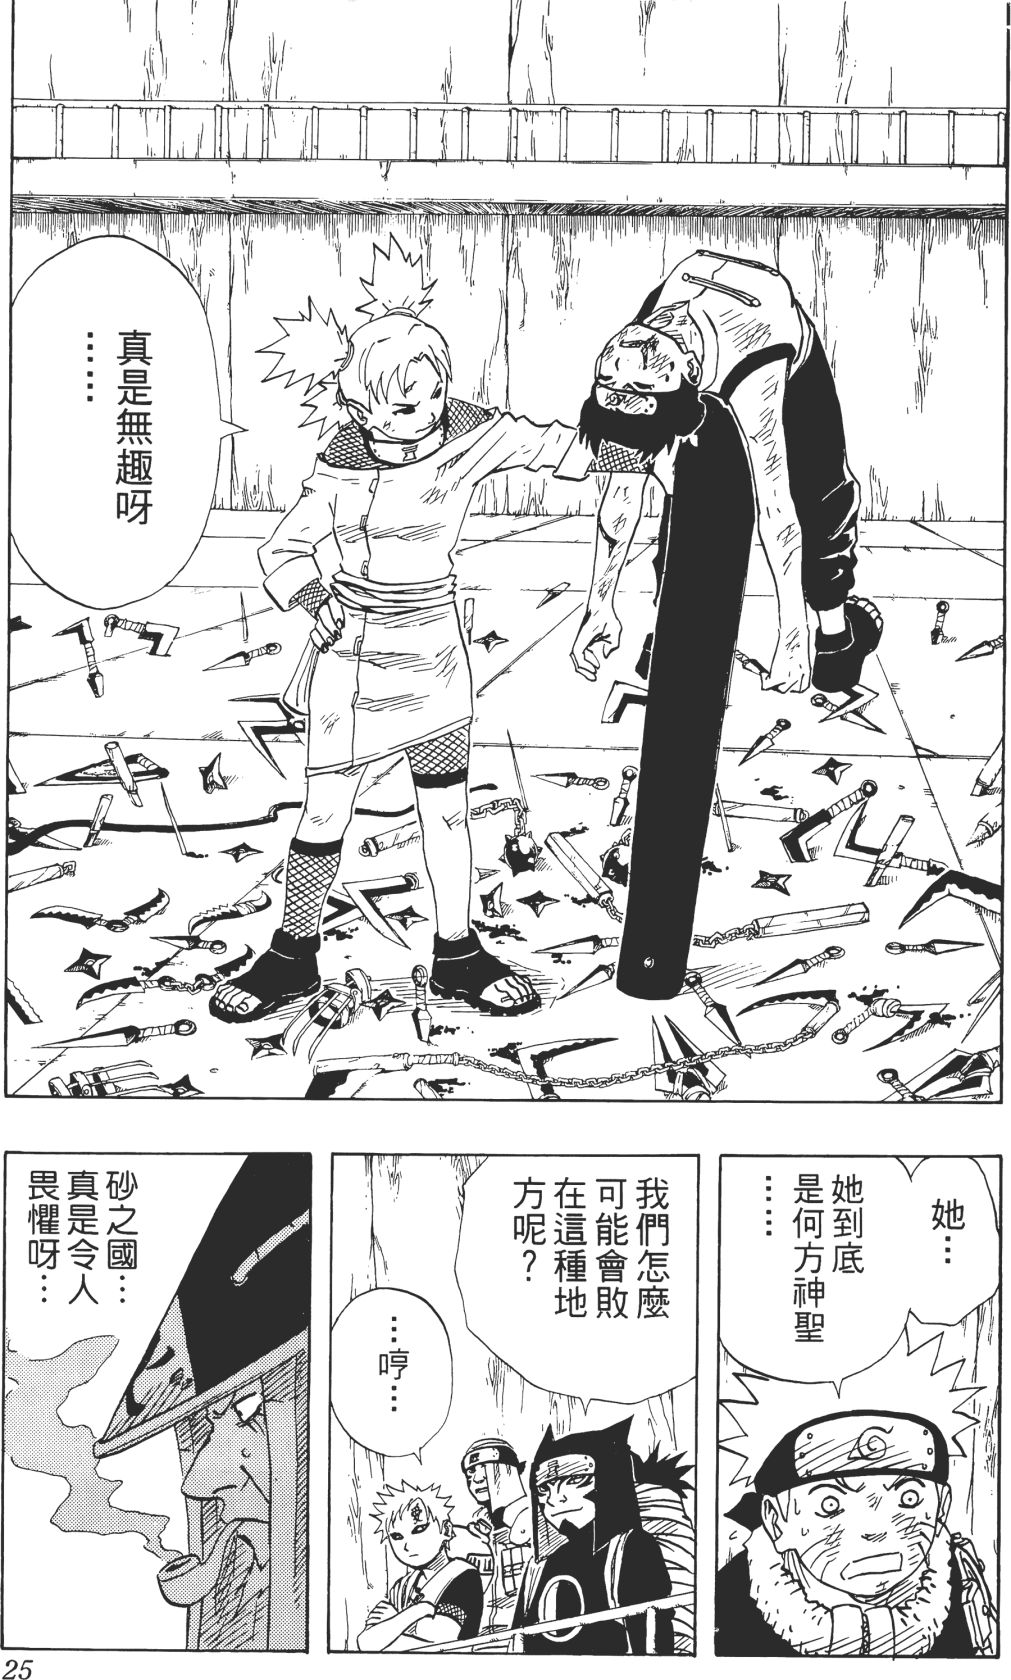 真是無趣呀
……
她…
她到底
是何方神聖
……
我們怎麼
可能會敗
在這種地
方呢？
…哼…
砂之國…
真是令人
畏懼呀…
25